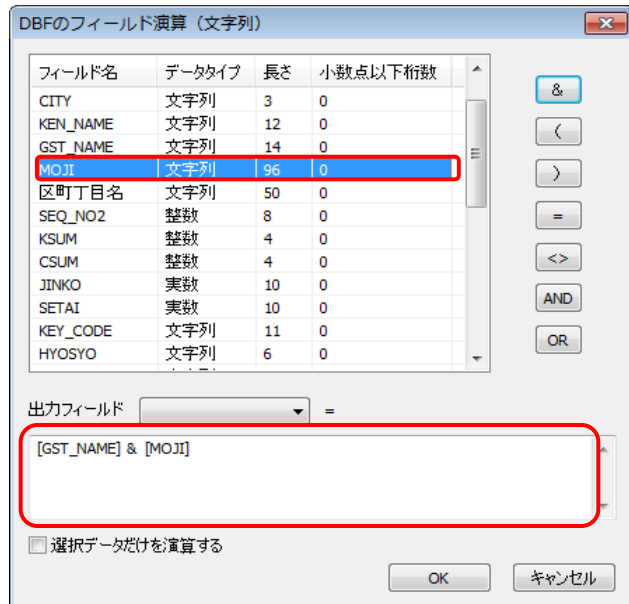 DBFのフィールド演算（文字列）
フィールド名 データタイプ 長さ 小数点以下桁数
CITY 文字列 3 0
KEN_NAME 文字列 12 0
GST_NAME 文字列 14 0
MOJI 文字列 96 0
区町丁目名 文字列 50 0
SEQ_NO2 整数 8 0
KSUM 整数 4 0
CSUM 整数 4 0
JINKO 実数 10 0
SETAI 実数 10 0
KEY_CODE 文字列 11 0
HYOSYO 文字列 6 0
&
(
)
=
<>
AND
OR
出力フィールド =
[GST_NAME] & [MOJI]
選択データだけを演算する
OK キャンセル